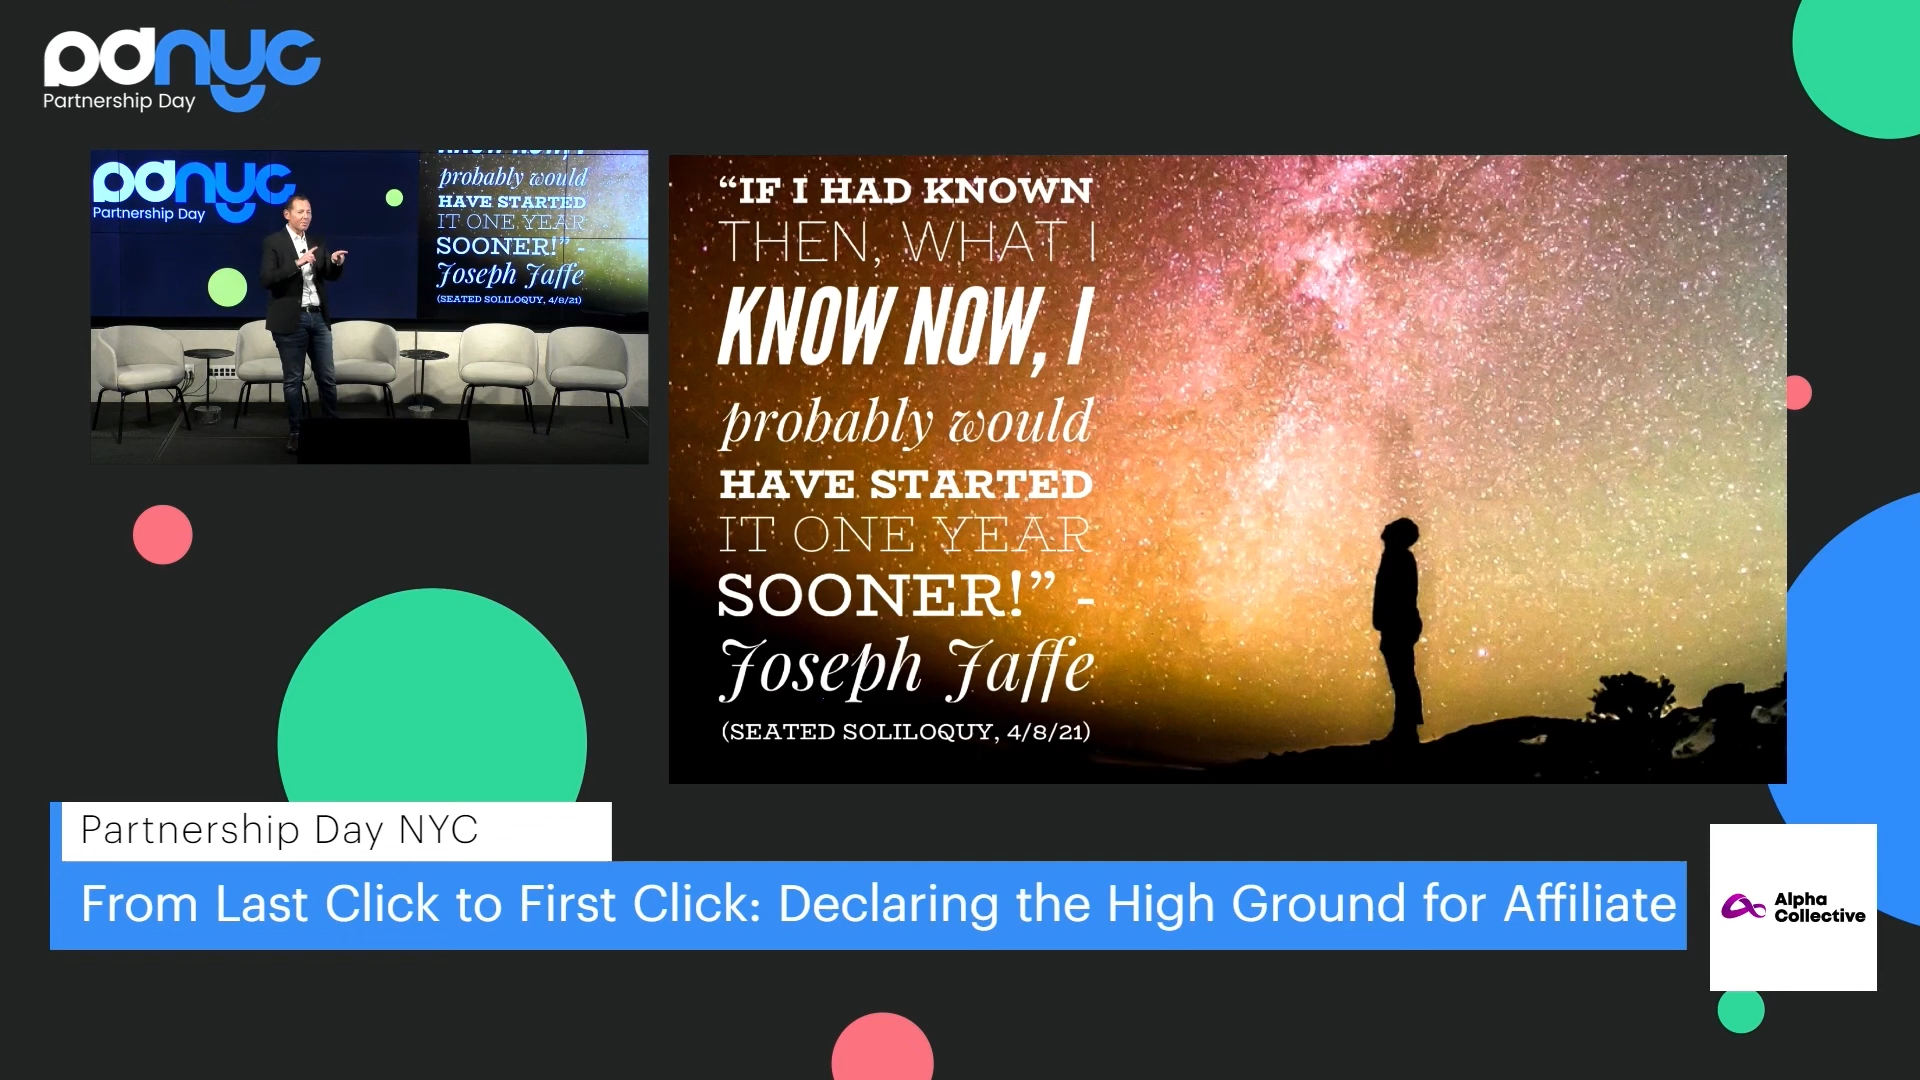 pdnyc
Partnership Day
pdnyc
Partnership Day
probably would
HAVE STARTED
IT ONE YEAR
SOONER!” -
Joseph Jaffe
(SEATED SOLILOQUY, 4/8/21)
“IF I HAD KNOWN
THEN, WHAT I
KNOW NOW, I
probably would
HAVE STARTED
IT ONE YEAR
SOONER!” -
Joseph Jaffe
(SEATED SOLILOQUY, 4/8/21)
Partnership Day NYC
From Last Click to First Click: Declaring the High Ground for Affiliate
Alpha
Collective